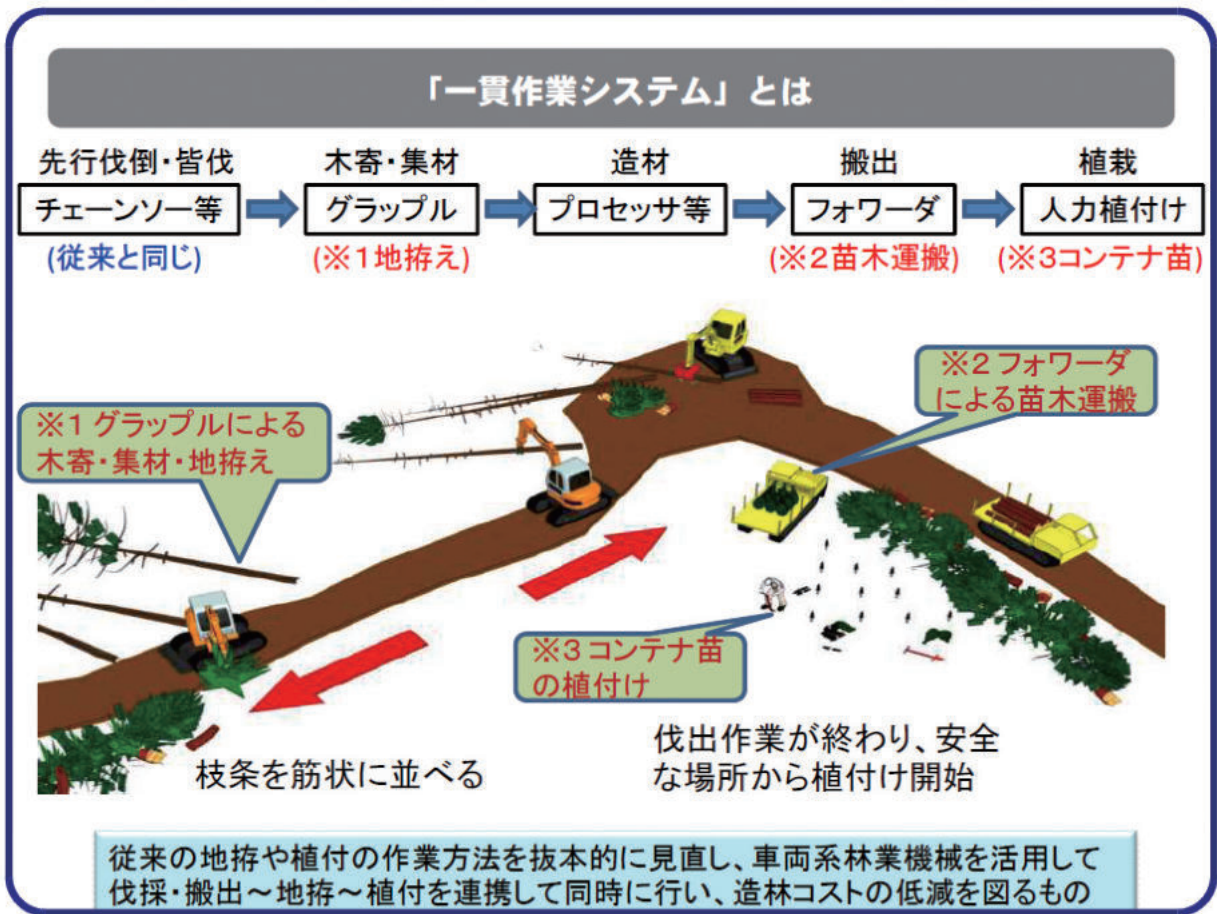 「一貫作業システム」とは
先行伐倒・皆伐
木寄・集材
造材
搬出
植栽
チェーンソー等
グラップル
プロセッサ等
フォワーダ
人力植付け
(従来と同じ)
(※1地拵え)
(※2苗木運搬)
(※3コンテナ苗)
※2フォワーダ
による苗木運搬
※1グラップルによる
木寄・集材・地拵え
※3コンテナ苗
の植付け
伐出作業が終わり、安全
な場所から植付け開始
枝条を筋状に並べる
従来の地拵や植付の作業方法を抜本的に見直し、車両系林業機械を活用して
伐採・搬出～地拵～植付を連携して同時に行い、造林コストの低減を図るもの